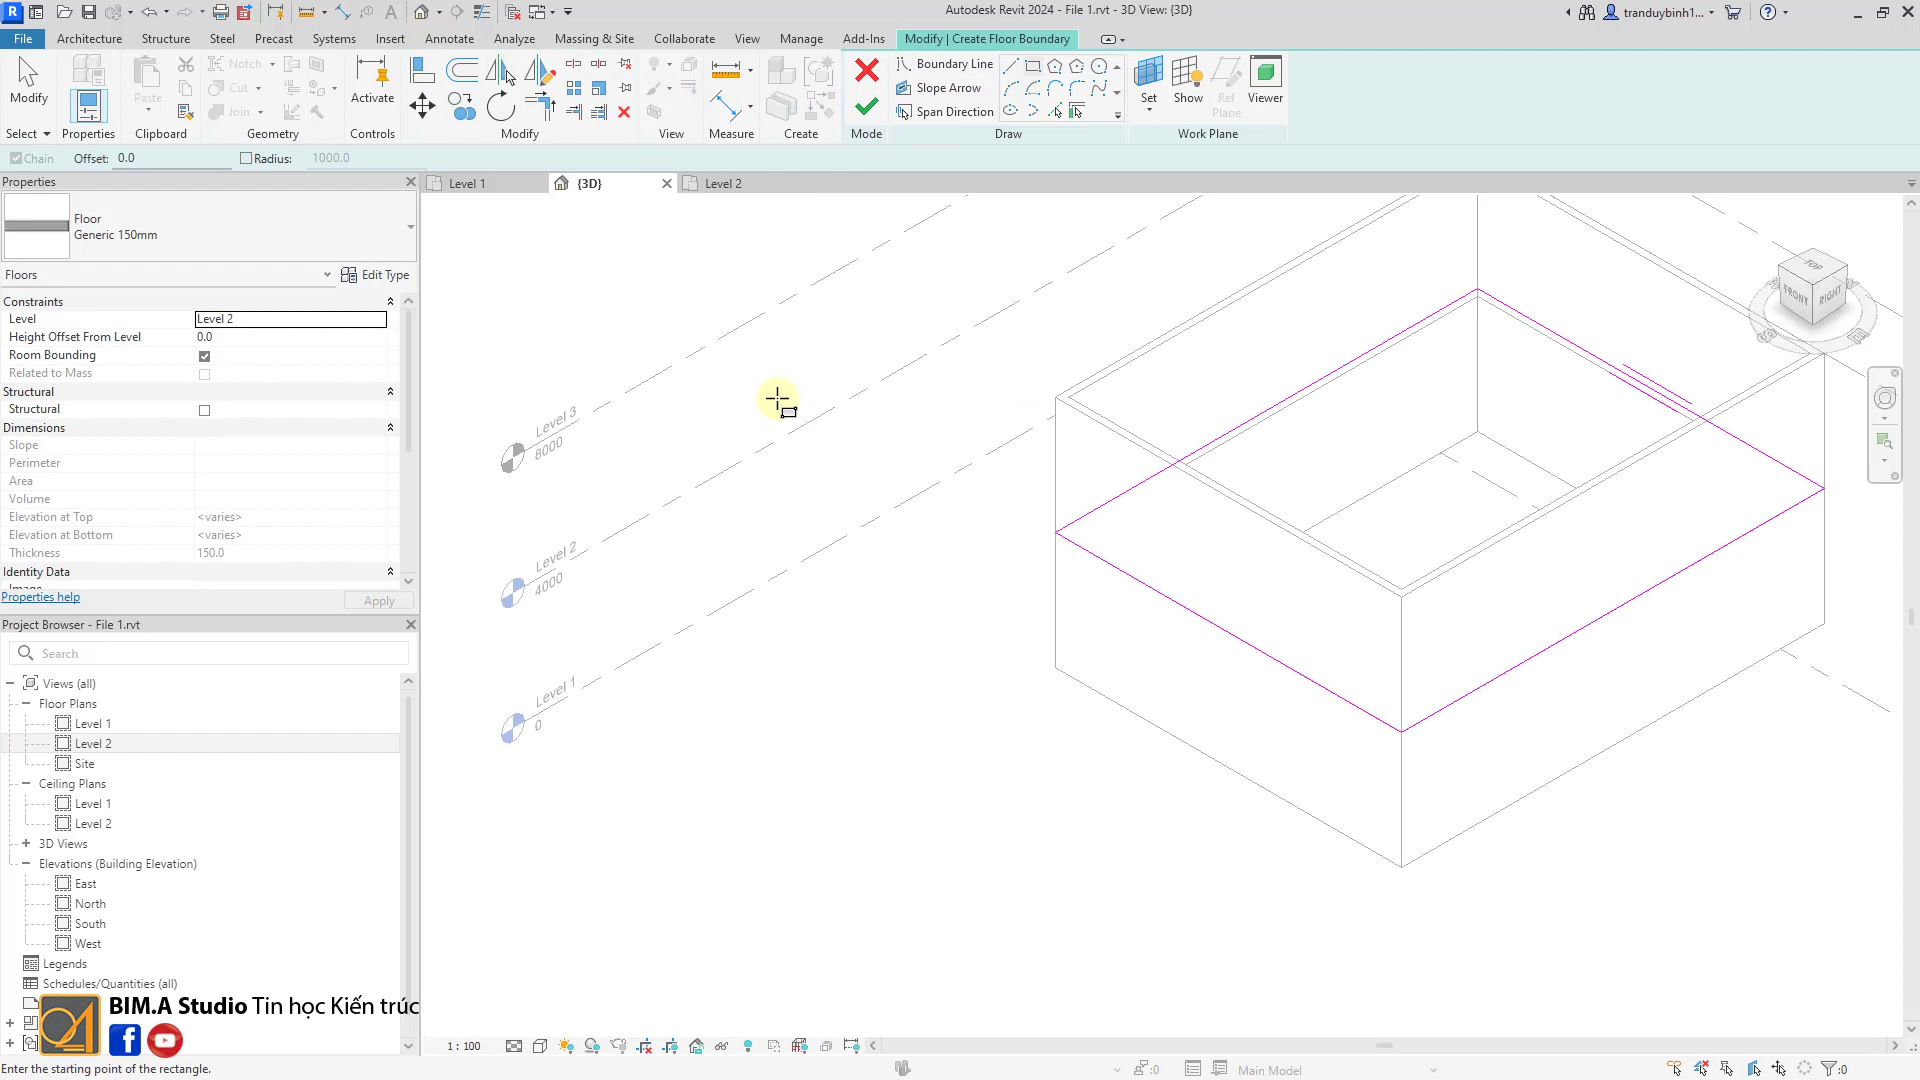 Autodesk Revit 2024 - File 1.rvt - 3D View: {3D}
tranduybinh1...
File Architecture Structure Steel Precast Systems Insert Annotate Analyze Massing & Site Collaborate View Manage Add-Ins Modify | Create Floor Boundary
Modify
Paste
Notch
Cut
Join
Activate
Boundary Line
Slope Arrow
Span Direction
Set Show Ref Plane Viewer
Select Properties Clipboard Geometry Controls Modify View Measure Create Mode Draw Work Plane
Chain Offset: 0.0 Radius: 1000.0
Properties
Level 1 {3D} Level 2
Floor
Generic 150mm
Floors Edit Type
Constraints
Level Level 2
Height Offset From Level 0.0
Room Bounding
Related to Mass
Structural
Structural
Dimensions
Slope
Perimeter
Area
Volume
Elevation at Top <varies>
Elevation at Bottom <varies>
Thickness 150.0
Identity Data
Image
Properties help Apply
Project Browser - File 1.rvt
Search
Views (all)
Floor Plans
Level 1
Level 2
Site
Ceiling Plans
Level 1
Level 2
3D Views
Elevations (Building Elevation)
East
North
South
West
Legends
Schedules/Quantities (all)
BIM.A Studio Tin học Kiến trúc
Level 3
8000
Level 2
4000
Level 1
0
TOP
FRONT
RIGHT
S
E
1 : 100
Enter the starting point of the rectangle.
:0
Main Model
:0